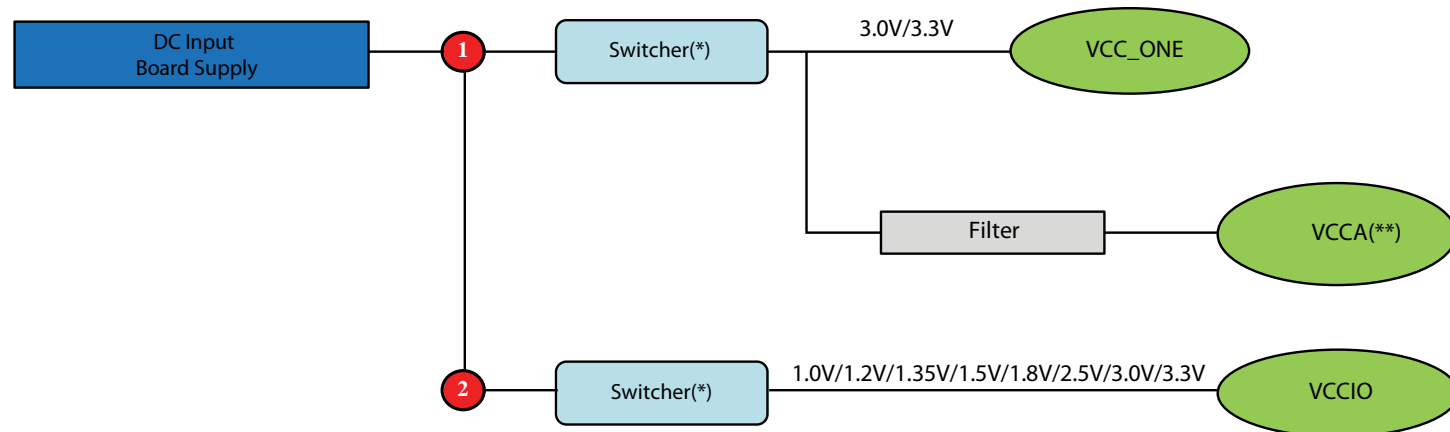 DC Input
Board Supply
1
Switcher(*)
3.0V/3.3V
VCC_ONE
Filter
VCCA(**)
2
Switcher(*)
1.0V/1.2V/1.35V/1.5V/1.8V/2.5V/3.0V/3.3V
VCCIO